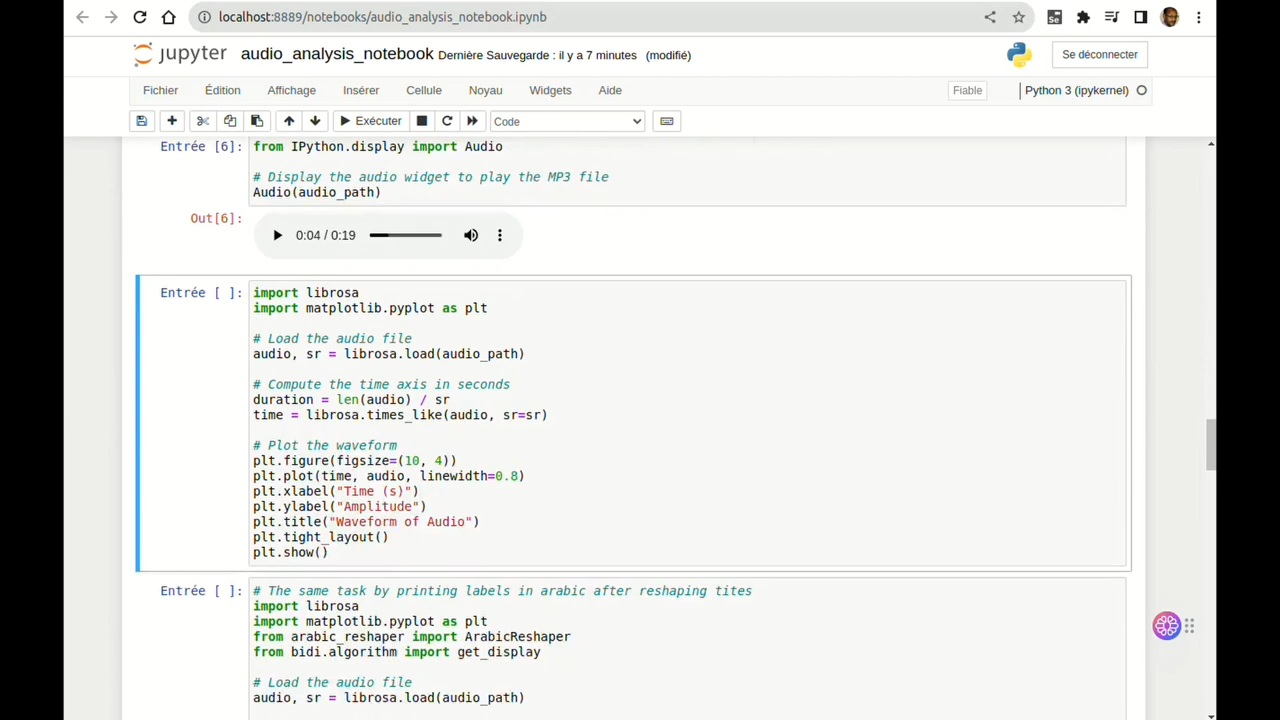 localhost:8889/notebooks/audio_analysis_notebook.ipynb
Se
jupyter audio_analysis_notebook Dernière Sauvegarde : il y a 7 minutes (modifié)
Se déconnecter
Fichier Édition Affichage Insérer Cellule Noyau Widgets Aide
Fiable Python 3 (ipykernel)
Exécuter Code
Entrée [6]: from IPython.display import Audio
# Display the audio widget to play the MP3 file
Audio(audio_path)
Out[6]:
0:04 / 0:19
Entrée [ ]: import librosa
import matplotlib.pyplot as plt
# Load the audio file
audio, sr = librosa.load(audio_path)
# Compute the time axis in seconds
duration = len(audio) / sr
time = librosa.times_like(audio, sr=sr)
# Plot the waveform
plt.figure(figsize=(10, 4))
plt.plot(time, audio, linewidth=0.8)
plt.xlabel("Time (s)")
plt.ylabel("Amplitude")
plt.title("Waveform of Audio")
plt.tight_layout()
plt.show()
Entrée [ ]: # The same task by printing labels in arabic after reshaping tites
import librosa
import matplotlib.pyplot as plt
from arabic_reshaper import ArabicReshaper
from bidi.algorithm import get_display
# Load the audio file
audio, sr = librosa.load(audio_path)